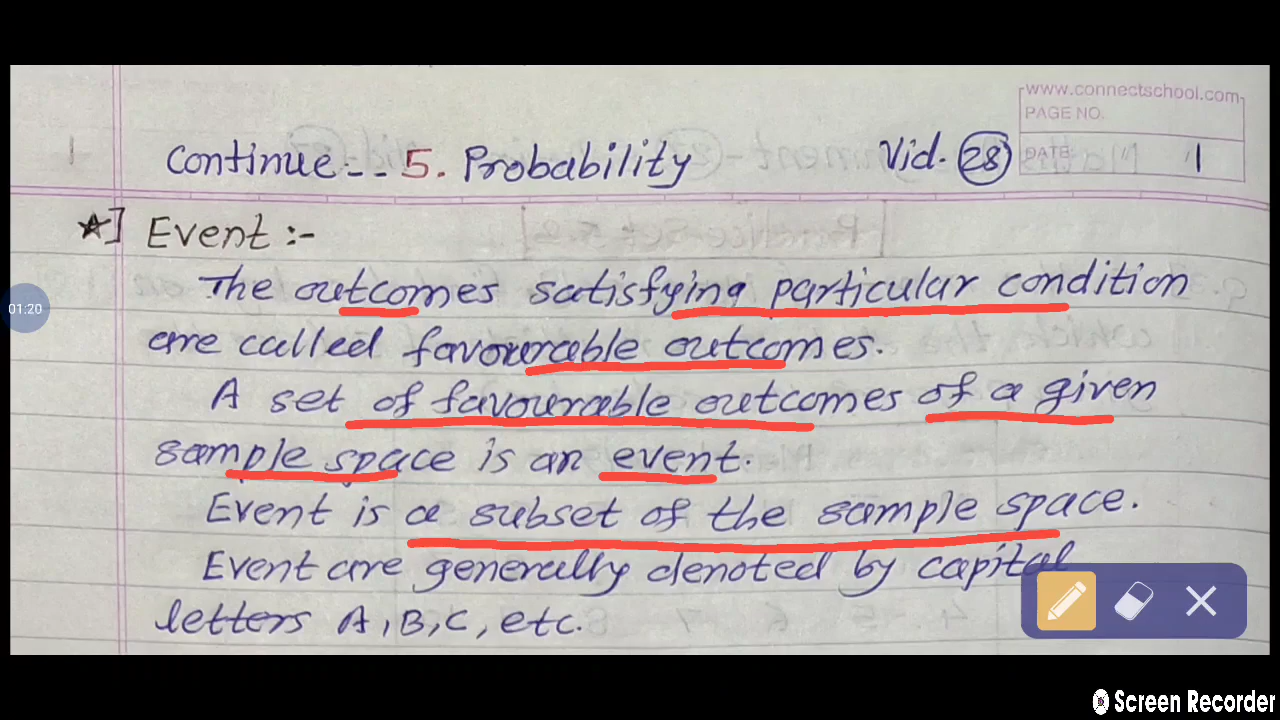 www.connectschool.com
PAGE NO.
DATE
continue-- 5. Probability Vid. 28 1
★] Event :-
The outcomes satisfying particular condition
are called favourable outcomes.
A set of favourable outcomes of a given
sample space is an event.
Event is a subset of the sample space.
Event are generally denoted by capital
letters A, B, C, etc.
01:20
Screen Recorder